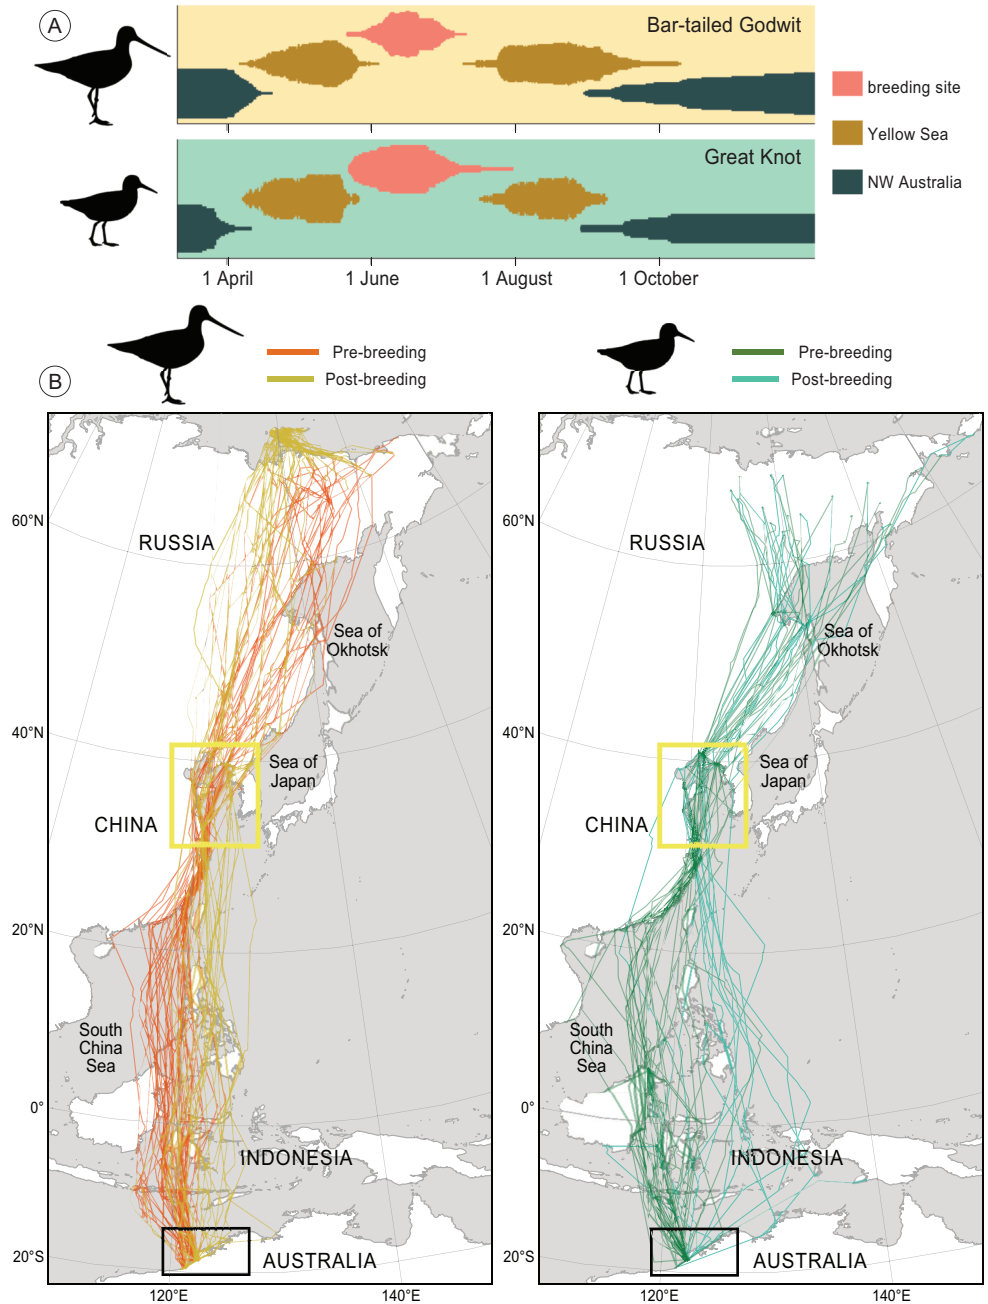 A
Bar-tailed Godwit
breeding site
Yellow Sea
Great Knot
NW Australia
1 April
1 June
1 August
1 October
B
Pre-breeding
Post-breeding
Pre-breeding
Post-breeding
60°N
RUSSIA
Sea of
Okhotsk
40°N
Sea of
Japan
CHINA
20°N
South
China
Sea
0°
INDONESIA
20°S
AUSTRALIA
120°E
140°E
60°N
RUSSIA
Sea of
Okhotsk
40°N
Sea of
Japan
CHINA
20°N
South
China
Sea
0°
INDONESIA
20°S
AUSTRALIA
120°E
140°E